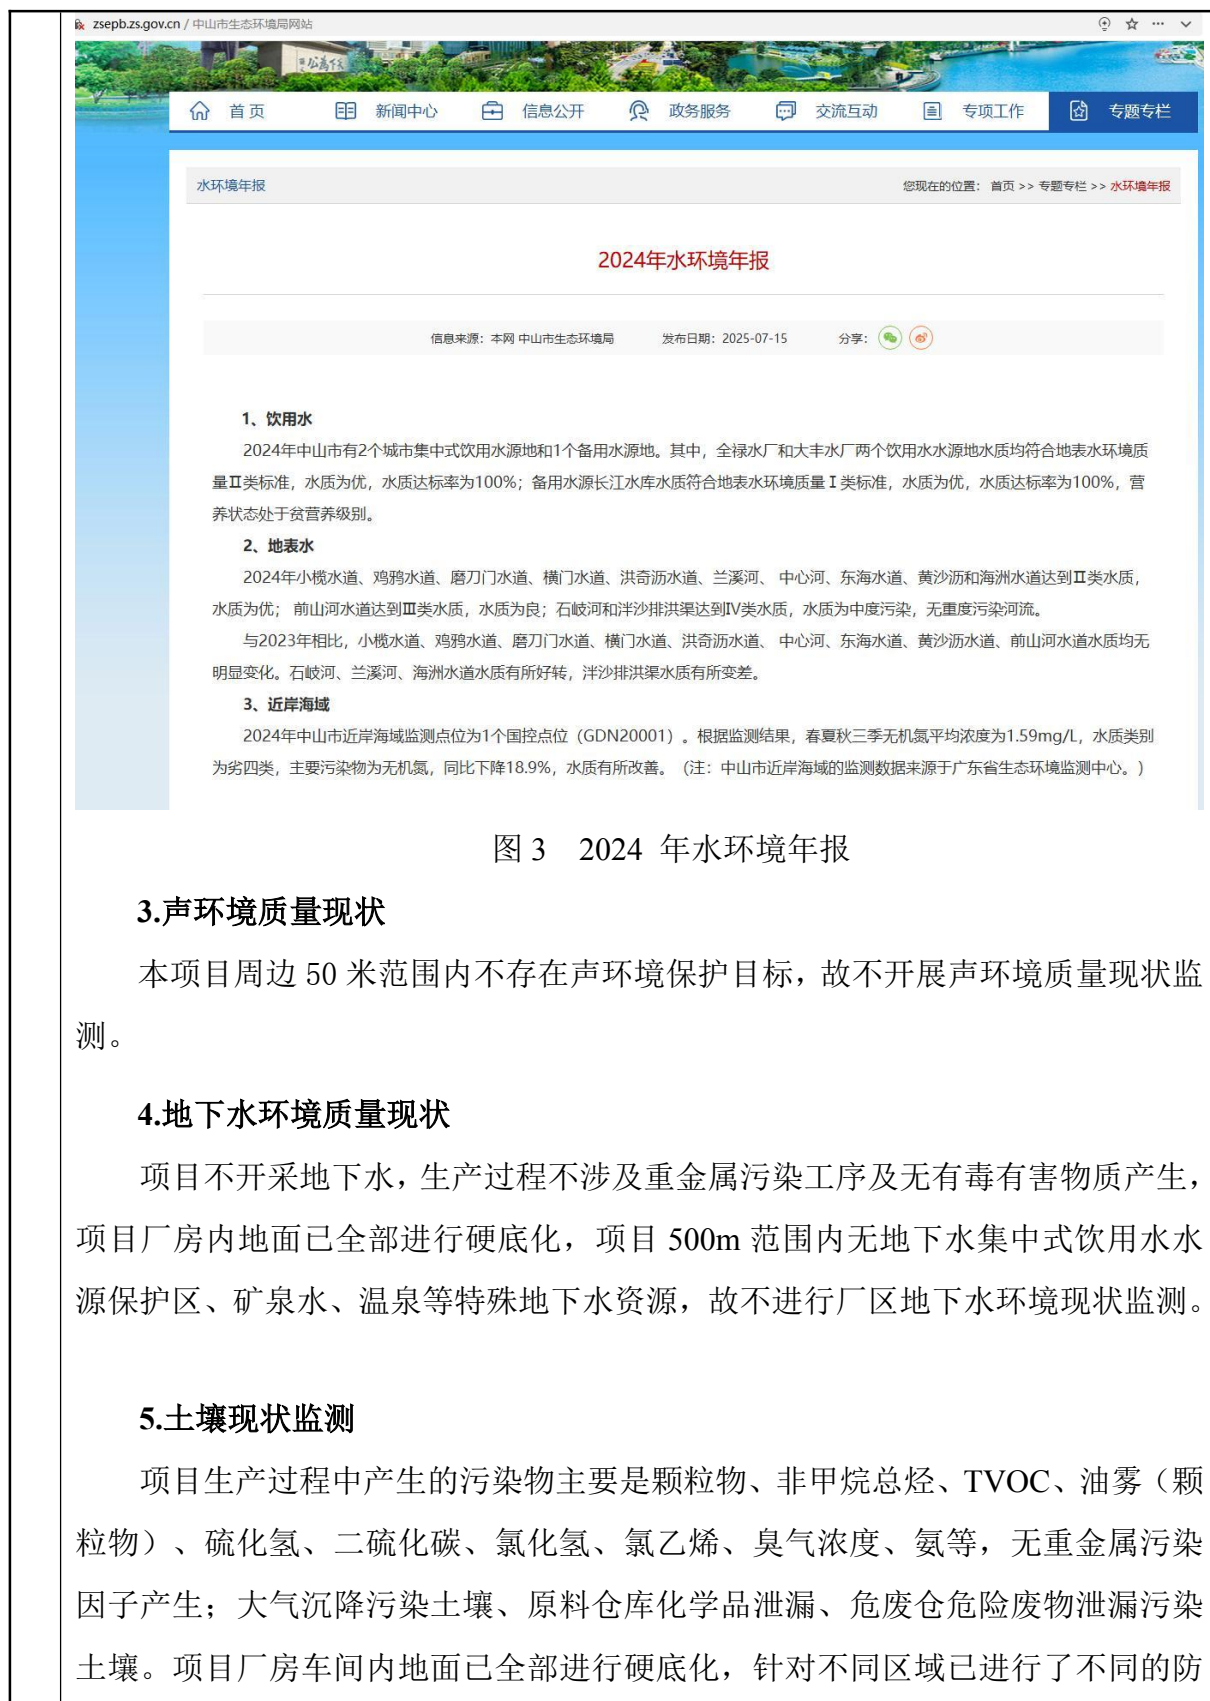 zsepb.zs.gov.cn / 中山市生态环境局网站
首页 新闻中心 信息公开 政务服务 交流互动 专项工作 专题专栏
水环境年报 您现在的位置： 首页 >> 专题专栏 >> 水环境年报
2024年水环境年报
信息来源：本网 中山市生态环境局 发布日期：2025-07-15 分享：
1、饮用水
2024年中山市有2个城市集中式饮用水源地和1个备用水源地。其中，全禄水厂和大丰水厂两个饮用水水源地水质均符合地表水环境质
量Ⅱ类标准，水质为优，水质达标率为100%；备用水源长江水库水质符合地表水环境质量Ⅰ类标准，水质为优，水质达标率为100%，营
养状态处于贫营养级别。
2、地表水
2024年小榄水道、鸡鸦水道、磨刀门水道、横门水道、洪奇沥水道、兰溪河、 中心河、东海水道、黄沙沥和海洲水道达到Ⅱ类水质，
水质为优； 前山河水道达到Ⅲ类水质，水质为良；石岐河和泮沙排洪渠达到Ⅳ类水质，水质为中度污染，无重度污染河流。
与2023年相比，小榄水道、鸡鸦水道、磨刀门水道、横门水道、洪奇沥水道、 中心河、东海水道、黄沙沥水道、前山河水道水质均无
明显变化。石岐河、兰溪河、海洲水道水质有所好转，泮沙排洪渠水质有所变差。
3、近岸海域
2024年中山市近岸海域监测点位为1个国控点位（GDN20001）。根据监测结果，春夏秋三季无机氮平均浓度为1.59mg/L，水质类别
为劣四类，主要污染物为无机氮，同比下降18.9%，水质有所改善。（注：中山市近岸海域的监测数据来源于广东省生态环境监测中心。）
图 3 2024 年水环境年报
3.声环境质量现状
本项目周边 50 米范围内不存在声环境保护目标，故不开展声环境质量现状监
测。
4.地下水环境质量现状
项目不开采地下水，生产过程不涉及重金属污染工序及无有毒有害物质产生，
项目厂房内地面已全部进行硬底化，项目 500m 范围内无地下水集中式饮用水水
源保护区、矿泉水、温泉等特殊地下水资源，故不进行厂区地下水环境现状监测。
5.土壤现状监测
项目生产过程中产生的污染物主要是颗粒物、非甲烷总烃、TVOC、油雾（颗
粒物）、硫化氢、二硫化碳、氯化氢、氯乙烯、臭气浓度、氨等，无重金属污染
因子产生；大气沉降污染土壤、原料仓库化学品泄漏、危废仓危险废物泄漏污染
土壤。项目厂房车间内地面已全部进行硬底化，针对不同区域已进行了不同的防